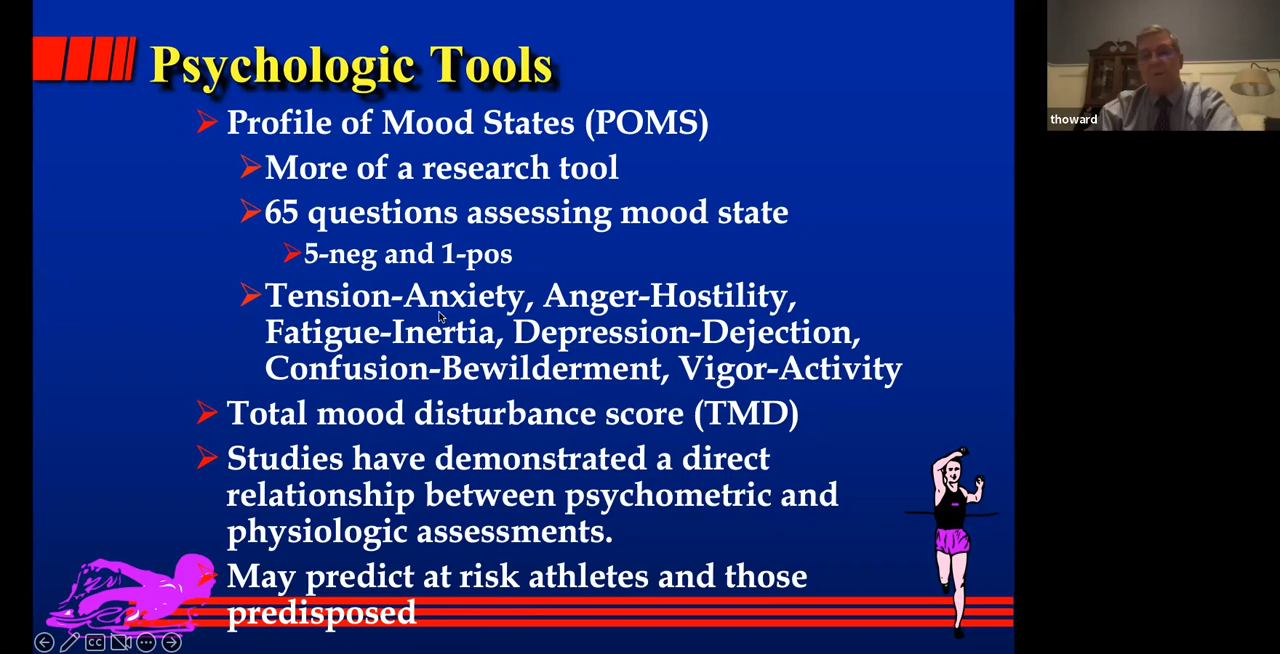 Psychologic Tools
Profile of Mood States (POMS)
More of a research tool
65 questions assessing mood state
5-neg and 1-pos
Tension-Anxiety, Anger-Hostility,
Fatigue-Inertia, Depression-Dejection,
Confusion-Bewilderment, Vigor-Activity
Total mood disturbance score (TMD)
Studies have demonstrated a direct
relationship between psychometric and
physiologic assessments.
May predict at risk athletes and those
predisposed
thoward
CC